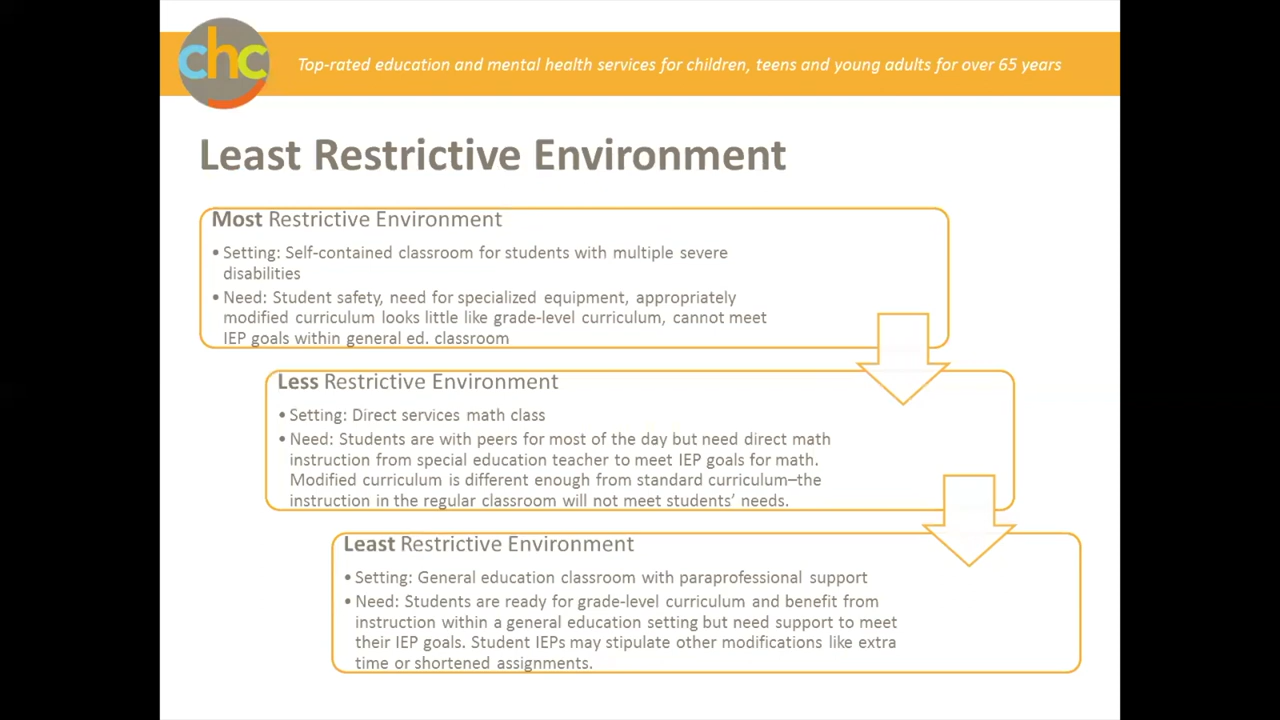 chc
Top-rated education and mental health services for children, teens and young adults for over 65 years
Least Restrictive Environment
Most Restrictive Environment
• Setting: Self-contained classroom for students with multiple severe
disabilities
• Need: Student safety, need for specialized equipment, appropriately
modified curriculum looks little like grade-level curriculum, cannot meet
IEP goals within general ed. classroom
Less Restrictive Environment
• Setting: Direct services math class
• Need: Students are with peers for most of the day but need direct math
instruction from special education teacher to meet IEP goals for math.
Modified curriculum is different enough from standard curriculum–the
instruction in the regular classroom will not meet students’ needs.
Least Restrictive Environment
• Setting: General education classroom with paraprofessional support
• Need: Students are ready for grade-level curriculum and benefit from
instruction within a general education setting but need support to meet
their IEP goals. Student IEPs may stipulate other modifications like extra
time or shortened assignments.